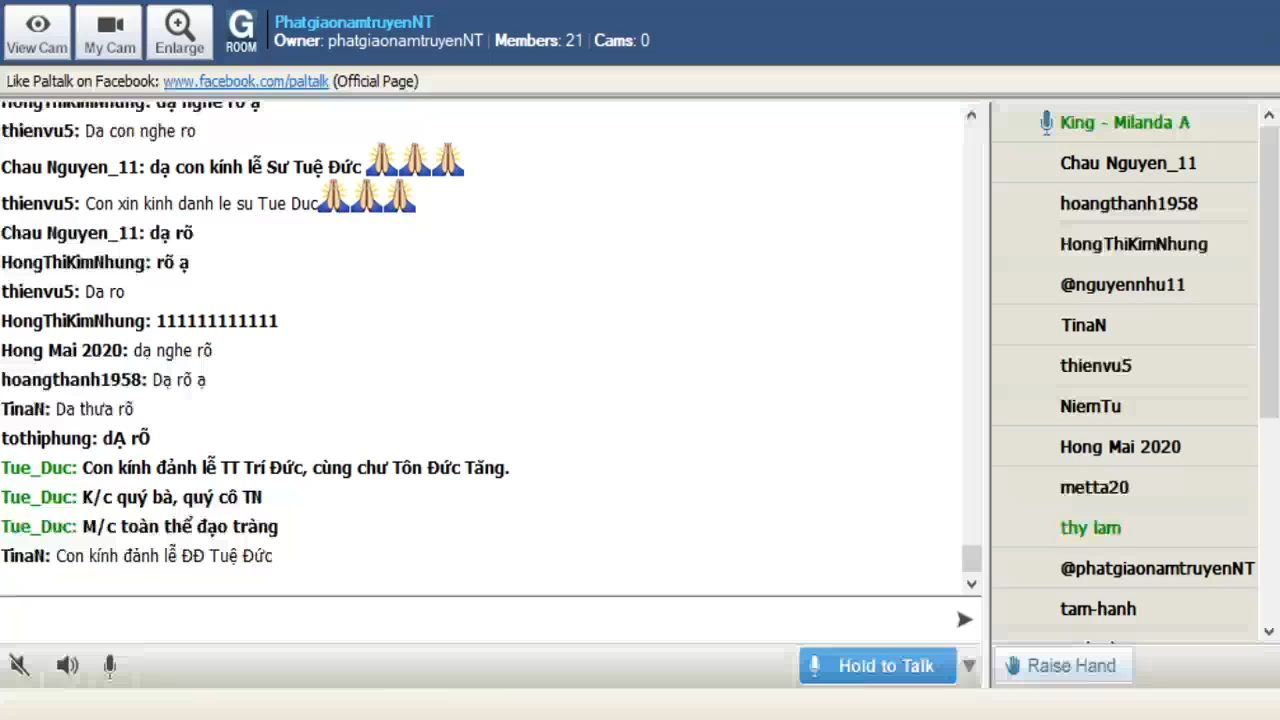 View Cam
My Cam
Enlarge
G
ROOM
PhatgiaonamtruyenNT
Owner: phatgiaonamtruyenNT | Members: 21 | Cams: 0
Like Paltalk on Facebook: www.facebook.com/paltalk (Official Page)
HongThiKimNhung: dạ nghe rõ ạ
thienvu5: Da con nghe ro
Chau Nguyen_11: dạ con kính lễ Sư Tuệ Đức
thienvu5: Con xin kinh danh le su Tue Duc
Chau Nguyen_11: dạ rõ
HongThiKimNhung: rõ ạ
thienvu5: Da ro
HongThiKimNhung: 111111111111
Hong Mai 2020: dạ nghe rõ
hoangthanh1958: Dạ rõ ạ
TinaN: Da thưa rõ
tothiphung: dẠ rÕ
Tue_Duc: Con kính đảnh lễ TT Trí Đức, cùng chư Tôn Đức Tăng.
Tue_Duc: K/c quý bà, quý cô TN
Tue_Duc: M/c toàn thể đạo tràng
TinaN: Con kính đảnh lễ ĐĐ Tuệ Đức
King - Milanda A
Chau Nguyen_11
hoangthanh1958
HongThiKimNhung
@nguyennhu11
TinaN
thienvu5
NiemTu
Hong Mai 2020
metta20
thy lam
@phatgiaonamtruyenNT
tam-hanh
Hold to Talk
Raise Hand